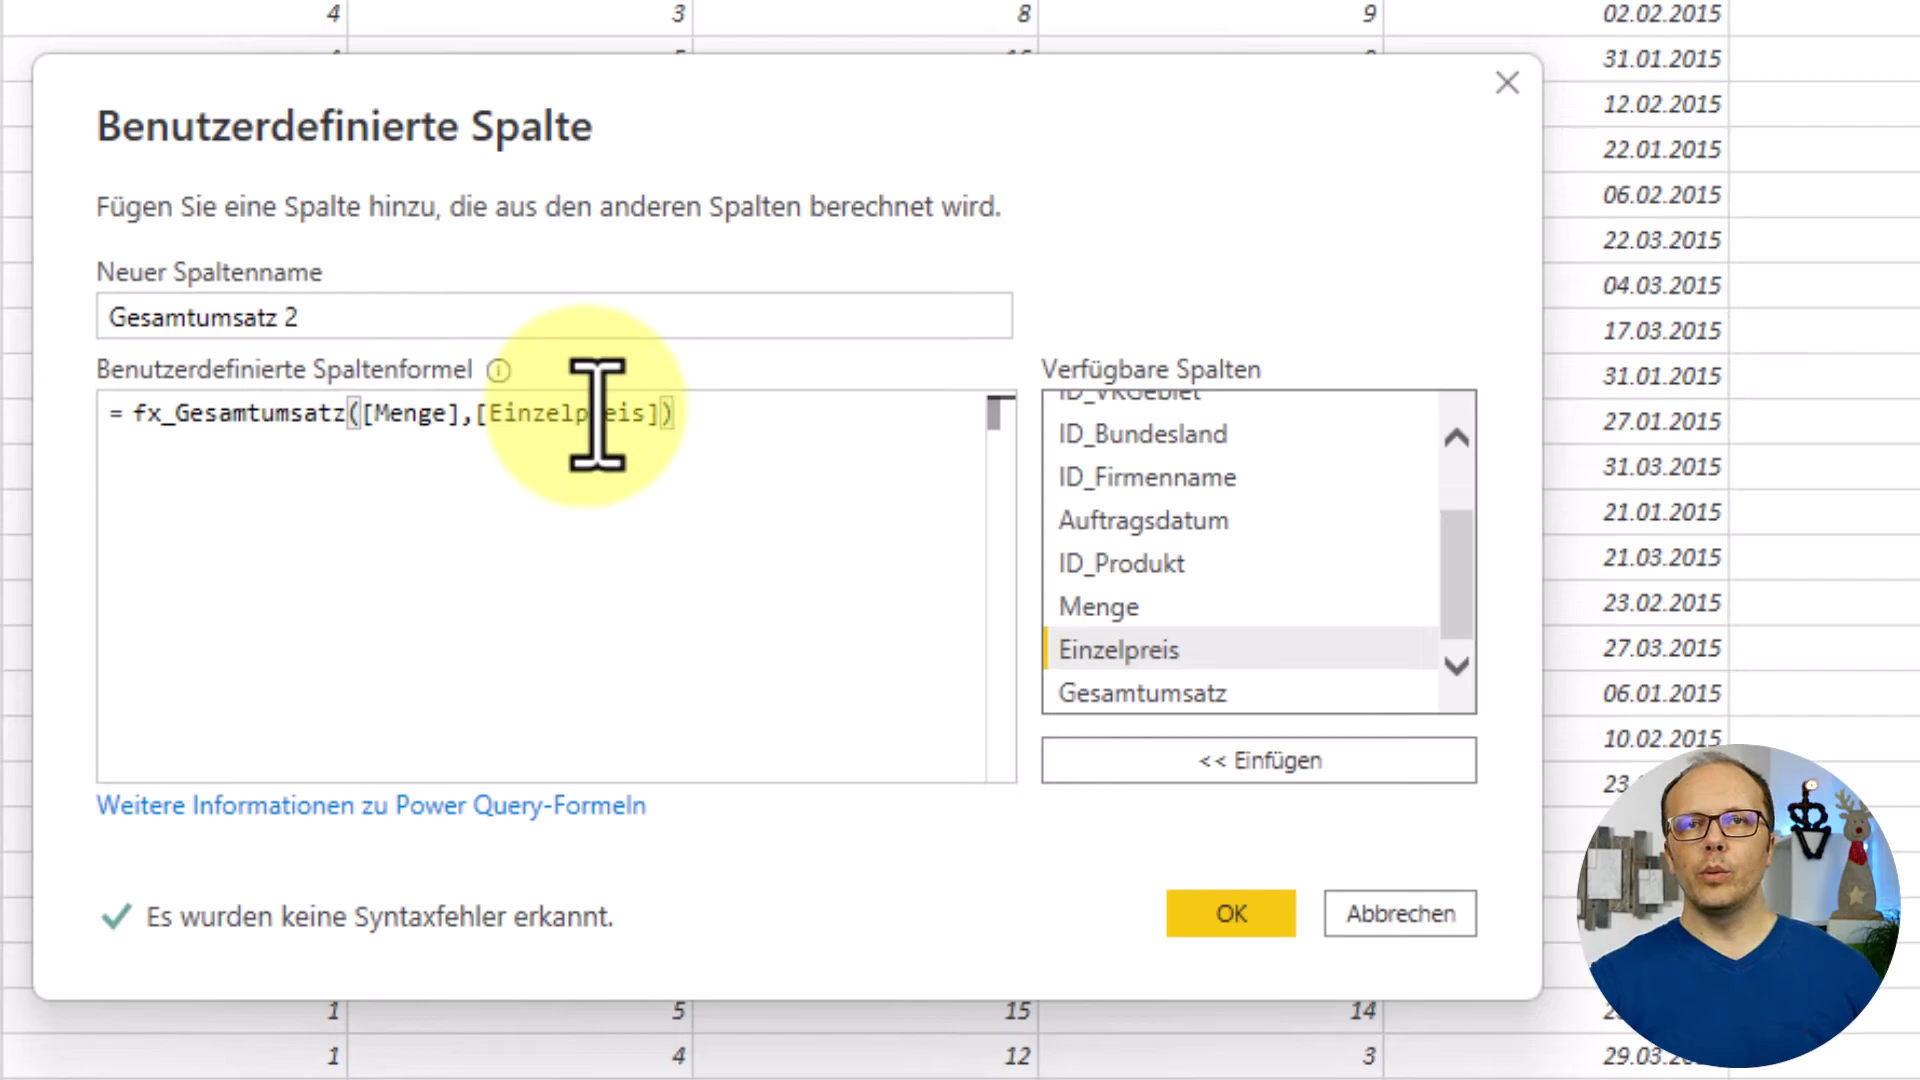 4 3 8 9 02.02.2015
31.01.2015
12.02.2015
Benutzerdefinierte Spalte
22.01.2015
Fügen Sie eine Spalte hinzu, die aus den anderen Spalten berechnet wird.
06.02.2015
22.03.2015
Neuer Spaltenname
04.03.2015
Gesamtumsatz 2
17.03.2015
Benutzerdefinierte Spaltenformel
Verfügbare Spalten
31.01.2015
= fx_Gesamtumsatz([Menge],[Einzelpreis])
ID_VKGebiet
27.01.2015
ID_Bundesland
31.03.2015
ID_Firmenname
21.01.2015
Auftragsdatum
21.03.2015
ID_Produkt
23.02.2015
Menge
27.03.2015
Einzelpreis
06.01.2015
Gesamtumsatz
10.02.2015
<< Einfügen
Weitere Informationen zu Power Query-Formeln
Es wurden keine Syntaxfehler erkannt.
OK
Abbrechen
1 5 15 14
1 4 12 3